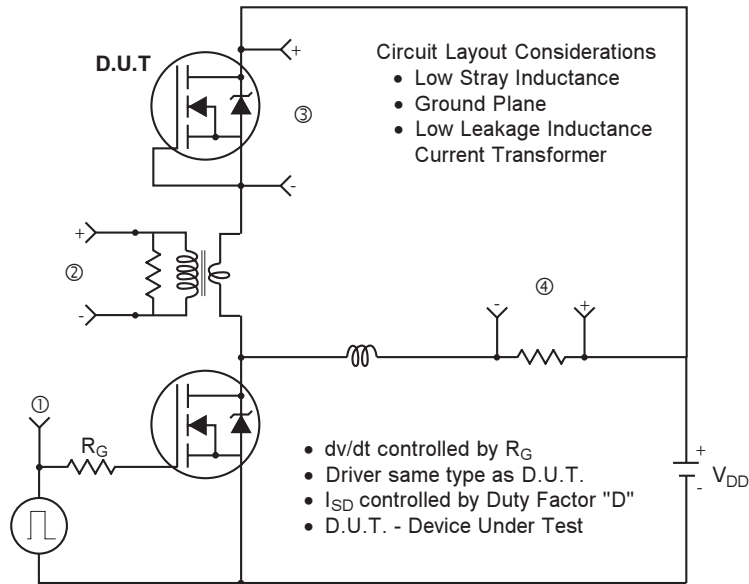 D.U.T
+
③
-
Circuit Layout Considerations
• Low Stray Inductance
• Ground Plane
• Low Leakage Inductance
Current Transformer
+
②
-
-
④
+
①
R_G
• dv/dt controlled by R_G
• Driver same type as D.U.T.
• I_SD controlled by Duty Factor "D"
• D.U.T. - Device Under Test
+
-
V_DD